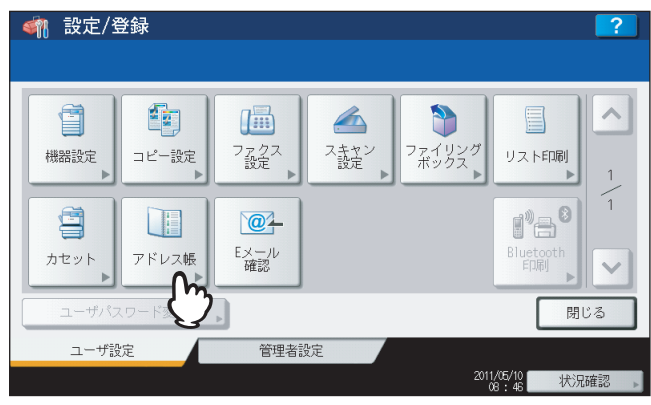 設定/登録
?
機器設定
コピー設定
ファクス
設定
スキャン
設定
ファイリング
ボックス
リスト印刷
1
1
カセット
アドレス帳
@
Eメール
確認
Bluetooth
印刷
ユーザパスワード
閉じる
ユーザ設定
管理者設定
2011/05/10
08:46
状況確認